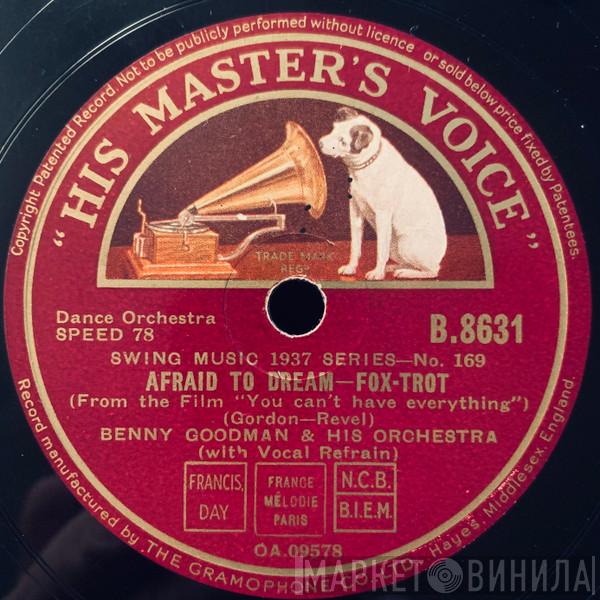 Copyright Patented Record. Not to be publicly performed without licence or sold below price fixed by Patentees.
"HIS MASTER'S VOICE"
TRADE MARK
REGD
Dance Orchestra
SPEED 78
B.8631
SWING MUSIC 1937 SERIES—No. 169
AFRAID TO DREAM—FOX-TROT
(From the Film "You can't have everything")
(Gordon—Revel)
BENNY GOODMAN & HIS ORCHESTRA
(with Vocal Refrain)
FRANCIS,
DAY
FRANCE
MÉLODIE
PARIS
N.C.B.
B.I.E.M.
OA.09578
Record manufactured by THE GRAMOPHONE CO., Hayes, Middlesex, England.
МАРКЕТ ВИНИЛА